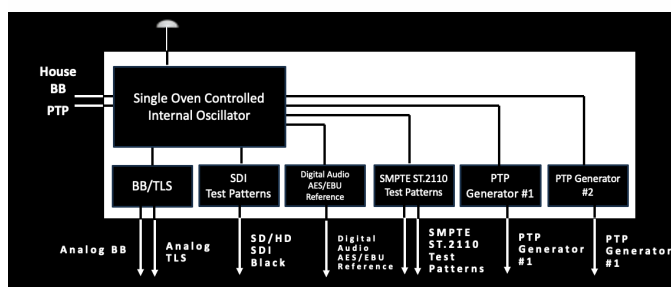 House
BB
PTP
Single Oven Controlled
Internal Oscillator
BB/TLS
SDI
Test Patterns
Digital Audio
AES/EBU
Reference
SMPTE ST.2110
Test Patterns
PTP
Generator #1
PTP Generator
#2
Analog BB
Analog
TLS
SD/HD
SDI
Black
Digital
Audio
AES/EBU
Reference
SMPTE
ST.2110
Test
Patterns
PTP
Generator
#1
PTP
Generator
#1